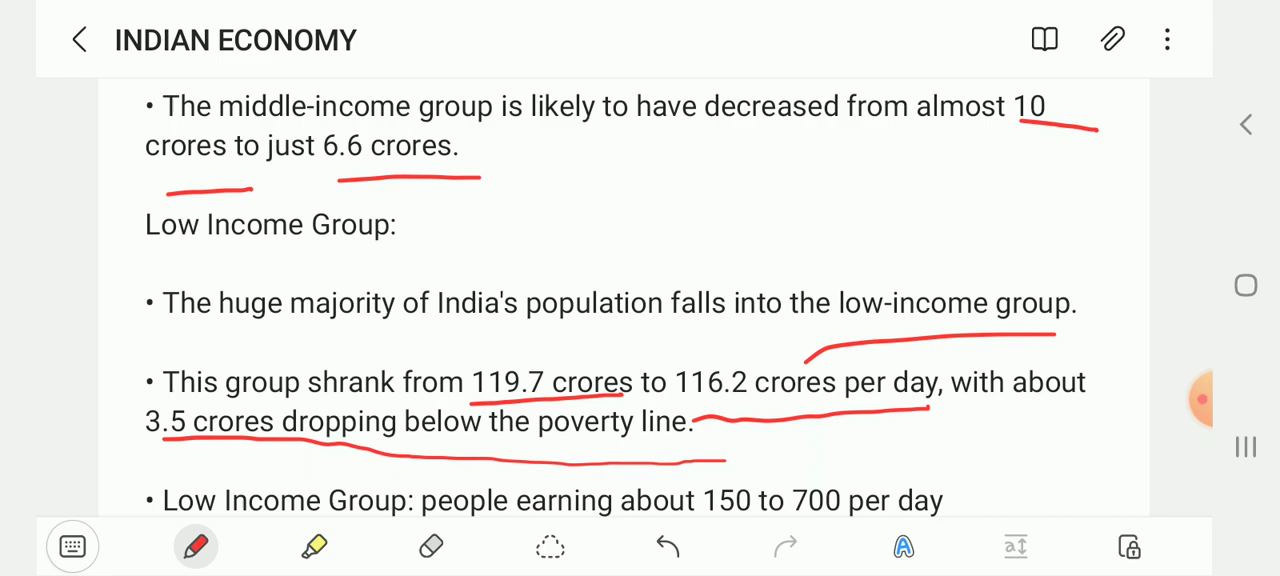 INDIAN ECONOMY
• The middle-income group is likely to have decreased from almost 10
crores to just 6.6 crores.
Low Income Group:
• The huge majority of India's population falls into the low-income group.
• This group shrank from 119.7 crores to 116.2 crores per day, with about
3.5 crores dropping below the poverty line.
• Low Income Group: people earning about 150 to 700 per day